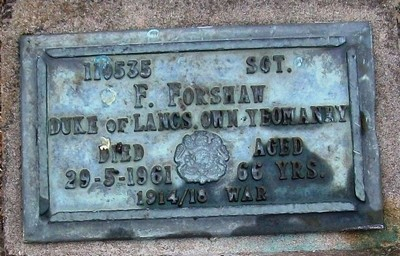 110535 SGT.
F. FORSHAW
DUKE OF LANCS. OWN YEOMANRY
DIED AGED
29-5-1961 66 YRS.
1914/18 WAR